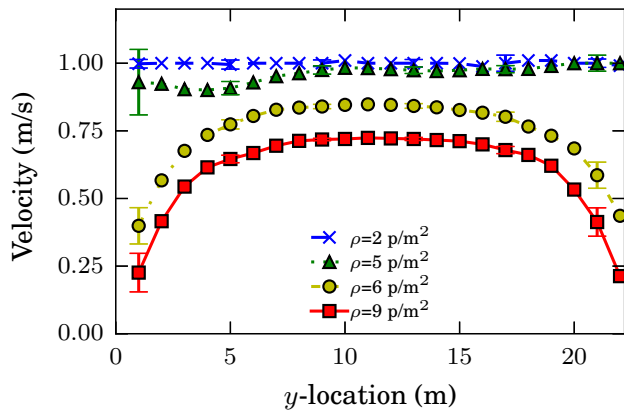 1.00
0.75
0.50
0.25
0.00
Velocity (m/s)
ρ=2 p/m²
ρ=5 p/m²
ρ=6 p/m²
ρ=9 p/m²
0 5 10 15 20
y-location (m)